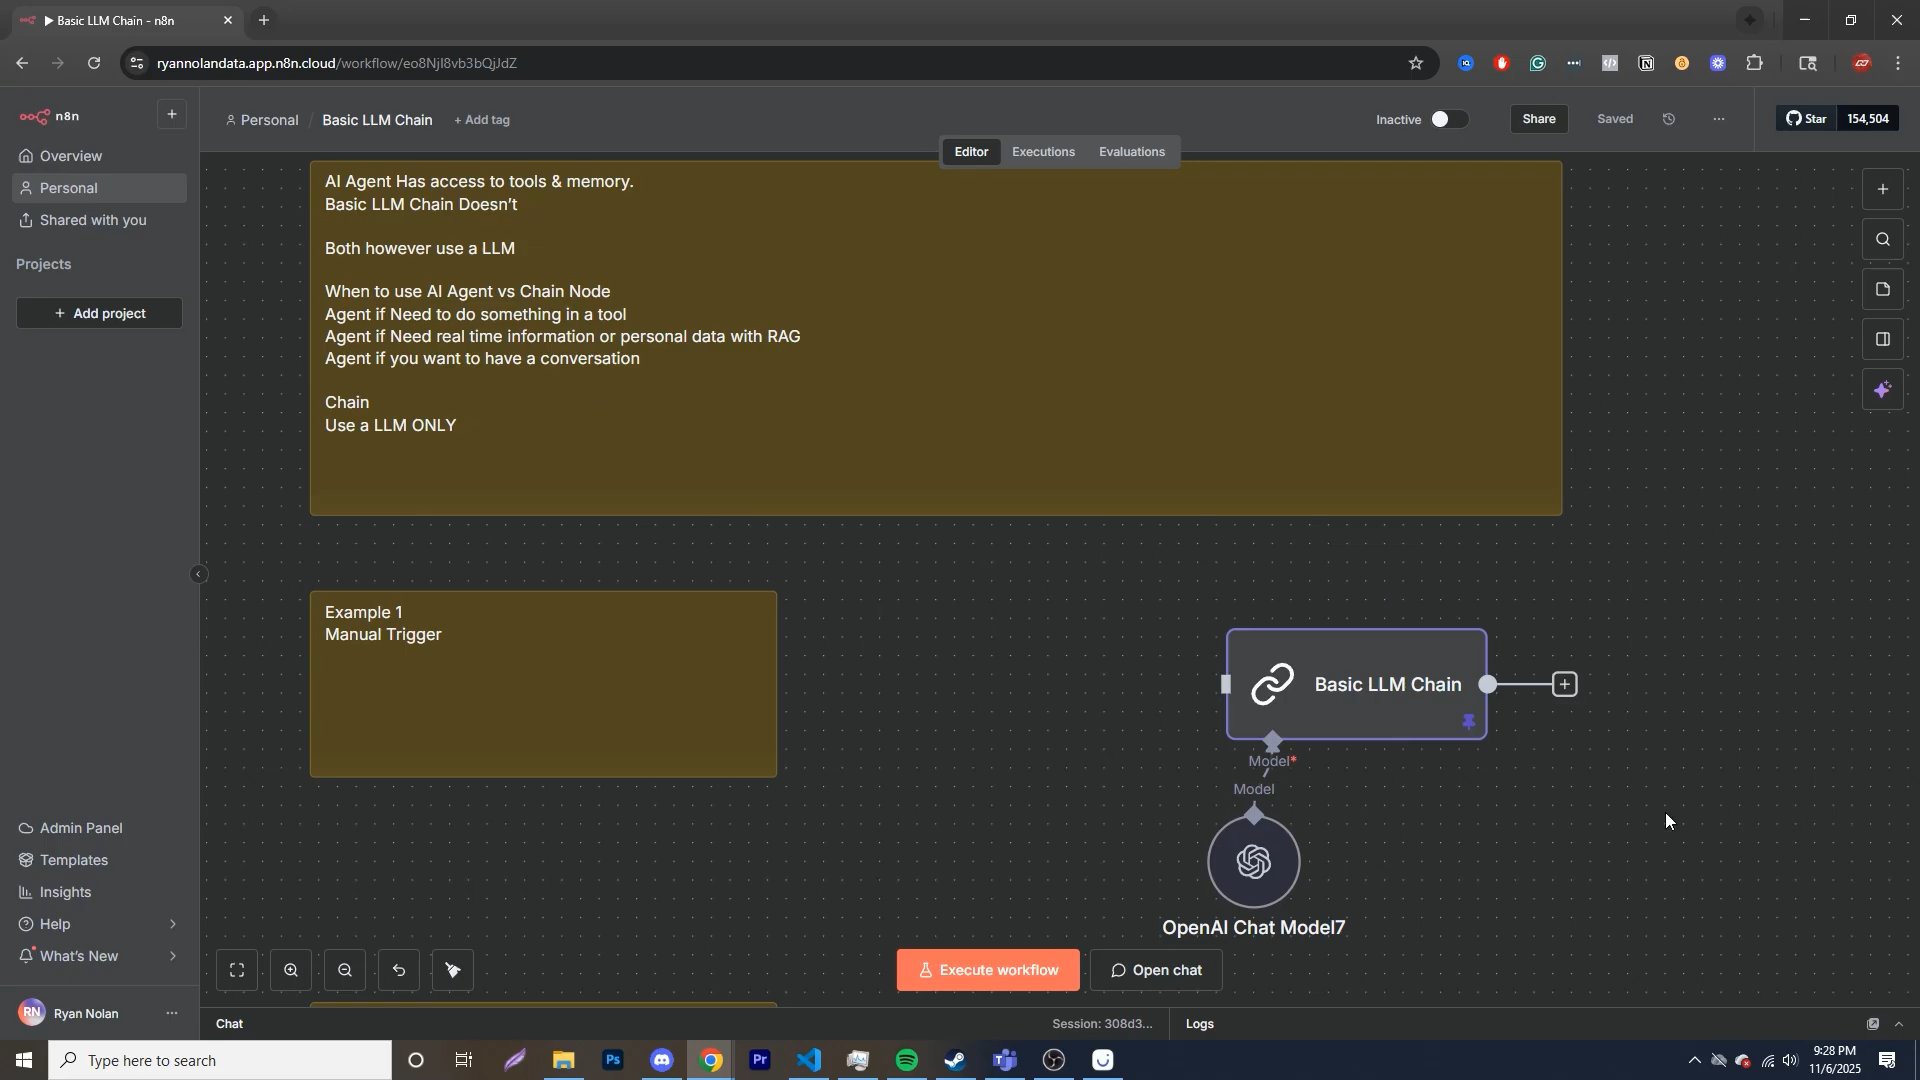 ▶ Basic LLM Chain - n8n
ryannolandata.app.n8n.cloud/workflow/eo8Njl8vb3bQjJdZ
n8n
Personal / Basic LLM Chain + Add tag
Inactive
Share
Saved
Star 154,504
Editor Executions Evaluations
Overview
Personal
Shared with you
Projects
+ Add project
AI Agent Has access to tools & memory.
Basic LLM Chain Doesn't
Both however use a LLM
When to use AI Agent vs Chain Node
Agent if Need to do something in a tool
Agent if Need real time information or personal data with RAG
Agent if you want to have a conversation
Chain
Use a LLM ONLY
Example 1
Manual Trigger
Basic LLM Chain
Model*
Model
OpenAI Chat Model7
Admin Panel
Templates
Insights
Help
What's New
RN Ryan Nolan
Execute workflow
Open chat
Chat
Session: 308d3...
Logs
Type here to search
Ps
Pr
9:28 PM
11/6/2025